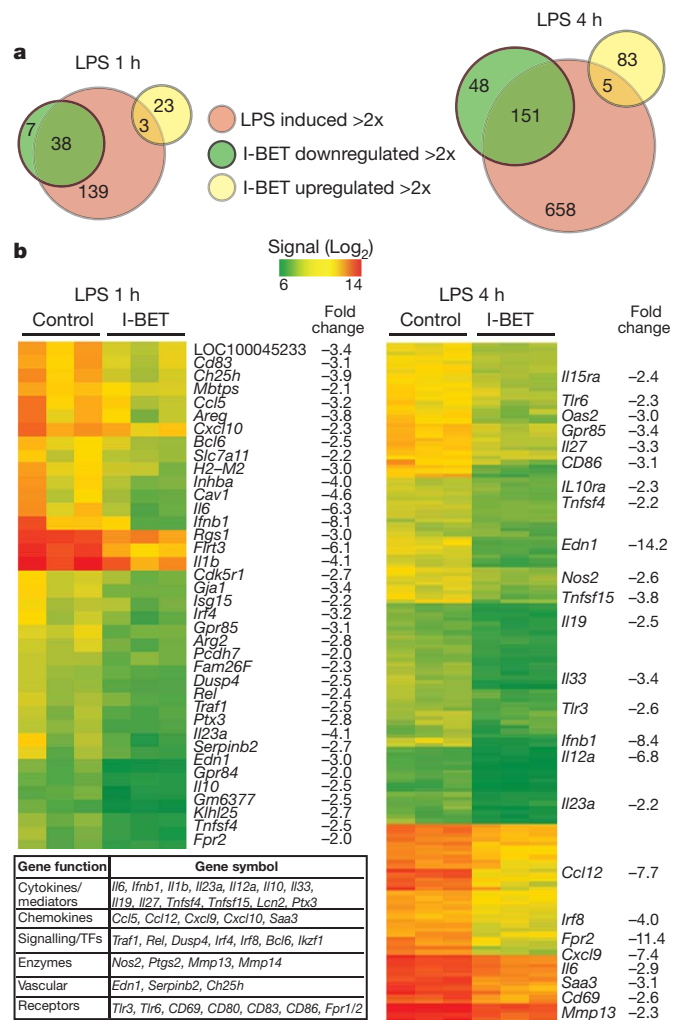 a
LPS 1 h
7
38
139
3
23
LPS induced >2x
I-BET downregulated >2x
I-BET upregulated >2x
LPS 4 h
48
151
658
5
83
b
Signal (Log2)
6
14
LPS 1 h
Control
I-BET
Fold
change
LOC100045233 –3.4
Cd83 –3.1
Ch25h –3.9
Mbtps –2.1
Ccl5 –3.2
Areg –3.8
Cxcl10 –2.3
Bcl6 –2.5
Slc7a11 –2.2
H2–M2 –3.0
Inhba –4.0
Cav1 –4.6
Il6 –6.3
Ifnb1 –8.1
Rgs1 –3.0
Flrt3 –6.1
Il1b –4.1
Cdk5r1 –2.7
Gja1 –3.4
Isg15 –2.2
Irf4 –3.2
Gpr85 –3.1
Arg2 –2.8
Pcdh7 –2.0
Fam26F –2.3
Dusp4 –2.5
Rel –2.4
Traf1 –2.5
Ptx3 –2.8
Il23a –4.1
Serpinb2 –2.7
Edn1 –3.0
Gpr84 –2.0
Il10 –2.5
Gm6377 –2.5
Klhl25 –2.7
Tnfsf4 –2.5
Fpr2 –2.0
LPS 4 h
Control
I-BET
Fold
change
Il15ra –2.4
Tlr6 –2.3
Oas2 –3.0
Gpr85 –3.4
Il27 –3.3
CD86 –3.1
IL10ra –2.3
Tnfsf4 –2.2
Edn1 –14.2
Nos2 –2.6
Tnfsf15 –3.8
Il19 –2.5
Il33 –3.4
Tlr3 –2.6
Ifnb1 –8.4
Il12a –6.8
Il23a –2.2
Ccl12 –7.7
Irf8 –4.0
Fpr2 –11.4
Cxcl9 –7.4
Il6 –2.9
Saa3 –3.1
Cd69 –2.6
Mmp13 –2.3
Gene function Gene symbol
Cytokines/ Il6, Ifnb1, Il1b, Il23a, Il12a, Il10, Il33,
mediators Il19, Il27, Tnfsf4, Tnfsf15, Lcn2, Ptx3
Chemokines Ccl5, Ccl12, Cxcl9, Cxcl10, Saa3
Signalling/TFs Traf1, Rel, Dusp4, Irf4, Irf8, Bcl6, Ikzf1
Enzymes Nos2, Ptgs2, Mmp13, Mmp14
Vascular Edn1, Serpinb2, Ch25h
Receptors Tlr3, Tlr6, CD69, CD80, CD83, CD86, Fpr1/2